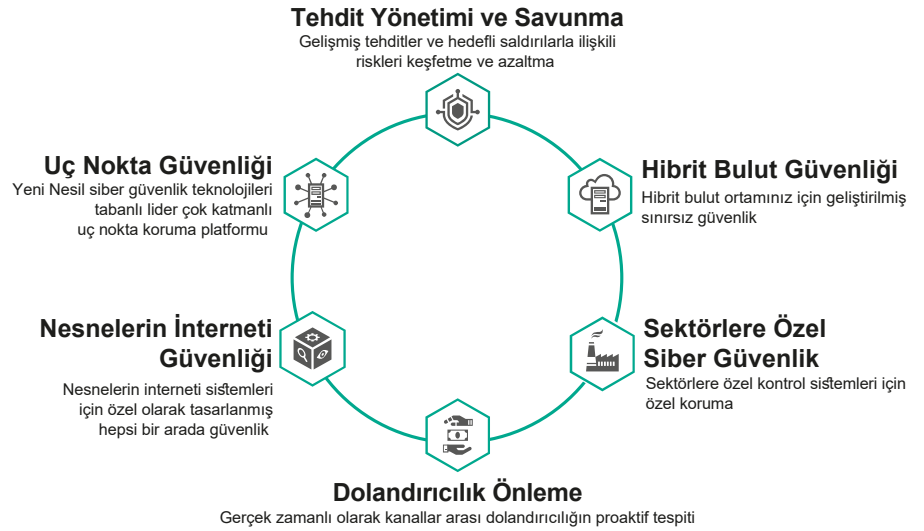 Tehdit Yönetimi ve Savunma
Gelişmiş tehditler ve hedefli saldırılarla ilişkili
riskleri keşfetme ve azaltma
Uç Nokta Güvenliği
Yeni Nesil siber güvenlik teknolojileri
tabanlı lider çok katmanlı
uç nokta koruma platformu
Hibrit Bulut Güvenliği
Hibrit bulut ortamınız için geliştirilmiş
sınırsız güvenlik
Nesnelerin İnterneti
Güvenliği
Nesnelerin interneti sistemleri
için özel olarak tasarlanmış
hepsi bir arada güvenlik
Sektörlere Özel
Siber Güvenlik
Sektörlere özel kontrol sistemleri için
özel koruma
Dolandırıcılık Önleme
Gerçek zamanlı olarak kanallar arası dolandırıcılığın proaktif tespiti